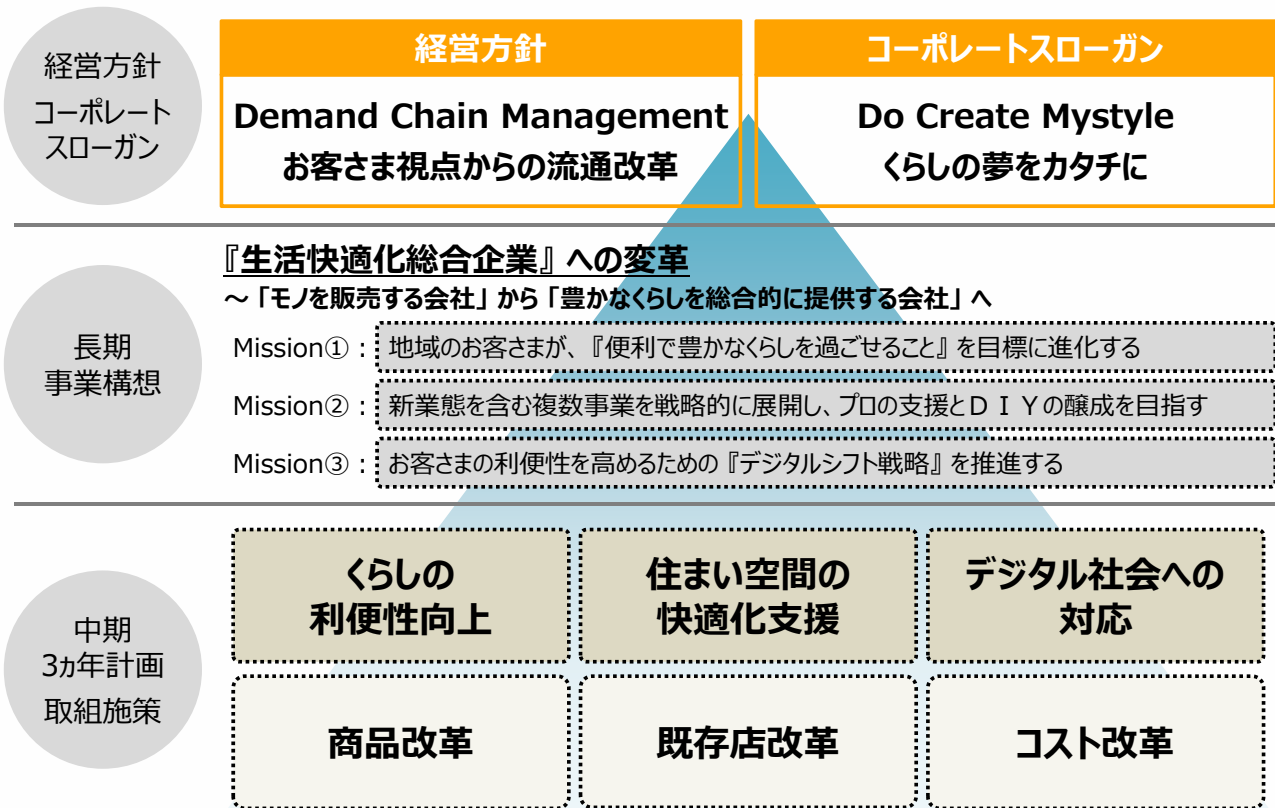 経営方針
コーポレート
スローガン
経営方針
Demand Chain Management
お客さま視点からの流通改革
コーポレートスローガン
Do Create Mystyle
くらしの夢をカタチに
長期
事業構想
『生活快適化総合企業』 への変革
～ 「モノを販売する会社」 から 「豊かなくらしを総合的に提供する会社」 へ
Mission①： 地域のお客さまが、 『便利で豊かなくらしを過ごせること』 を目標に進化する
Mission②： 新業態を含む複数事業を戦略的に展開し、プロの支援とＤＩＹの醸成を目指す
Mission③： お客さまの利便性を高めるための 『デジタルシフト戦略』 を推進する
中期
3ヵ年計画
取組施策
くらしの
利便性向上
住まい空間の
快適化支援
デジタル社会への
対応
商品改革
既存店改革
コスト改革